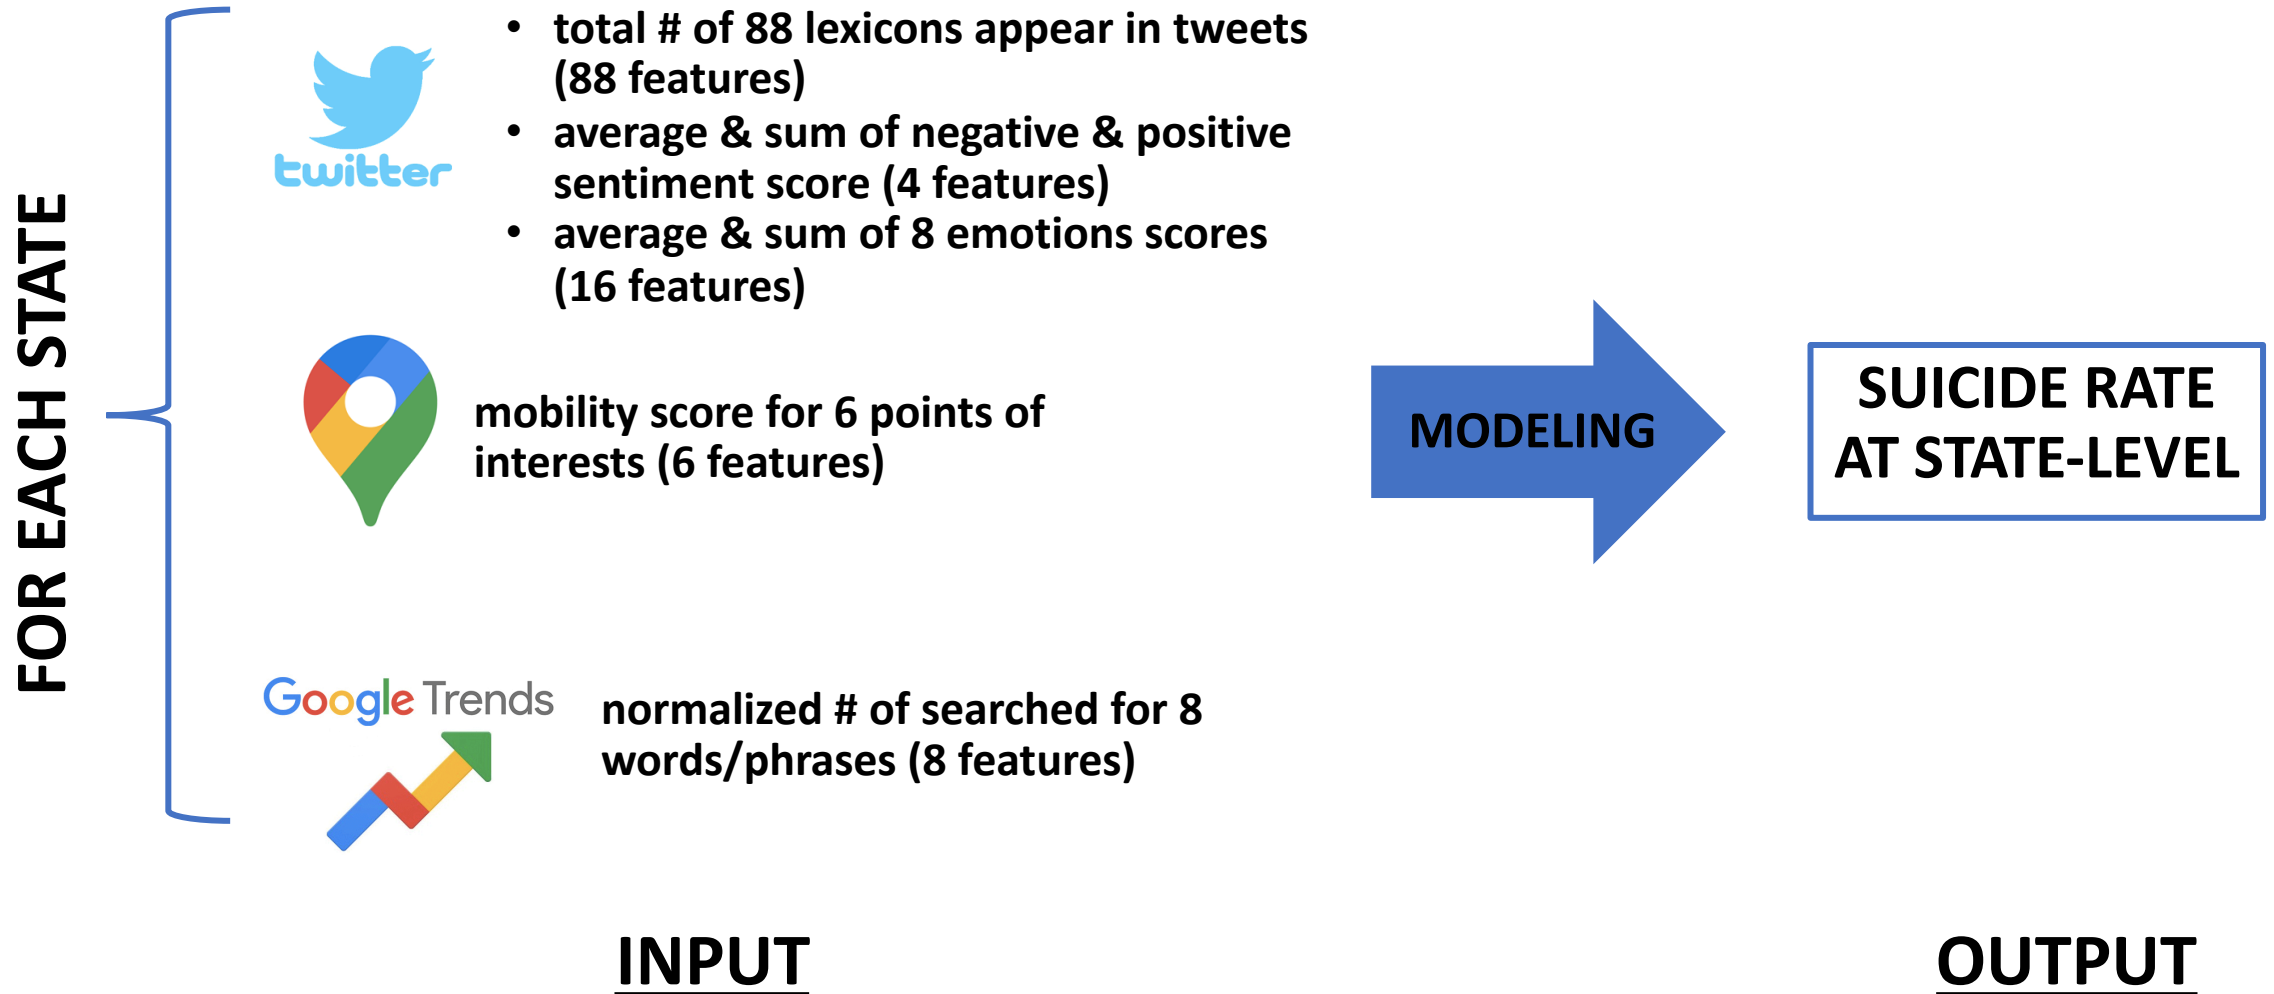 FOR EACH STATE
twitter
• total # of 88 lexicons appear in tweets
(88 features)
• average & sum of negative & positive
sentiment score (4 features)
• average & sum of 8 emotions scores
(16 features)
mobility score for 6 points of
interests (6 features)
Google Trends
normalized # of searched for 8
words/phrases (8 features)
MODELING
SUICIDE RATE
AT STATE-LEVEL
INPUT
OUTPUT